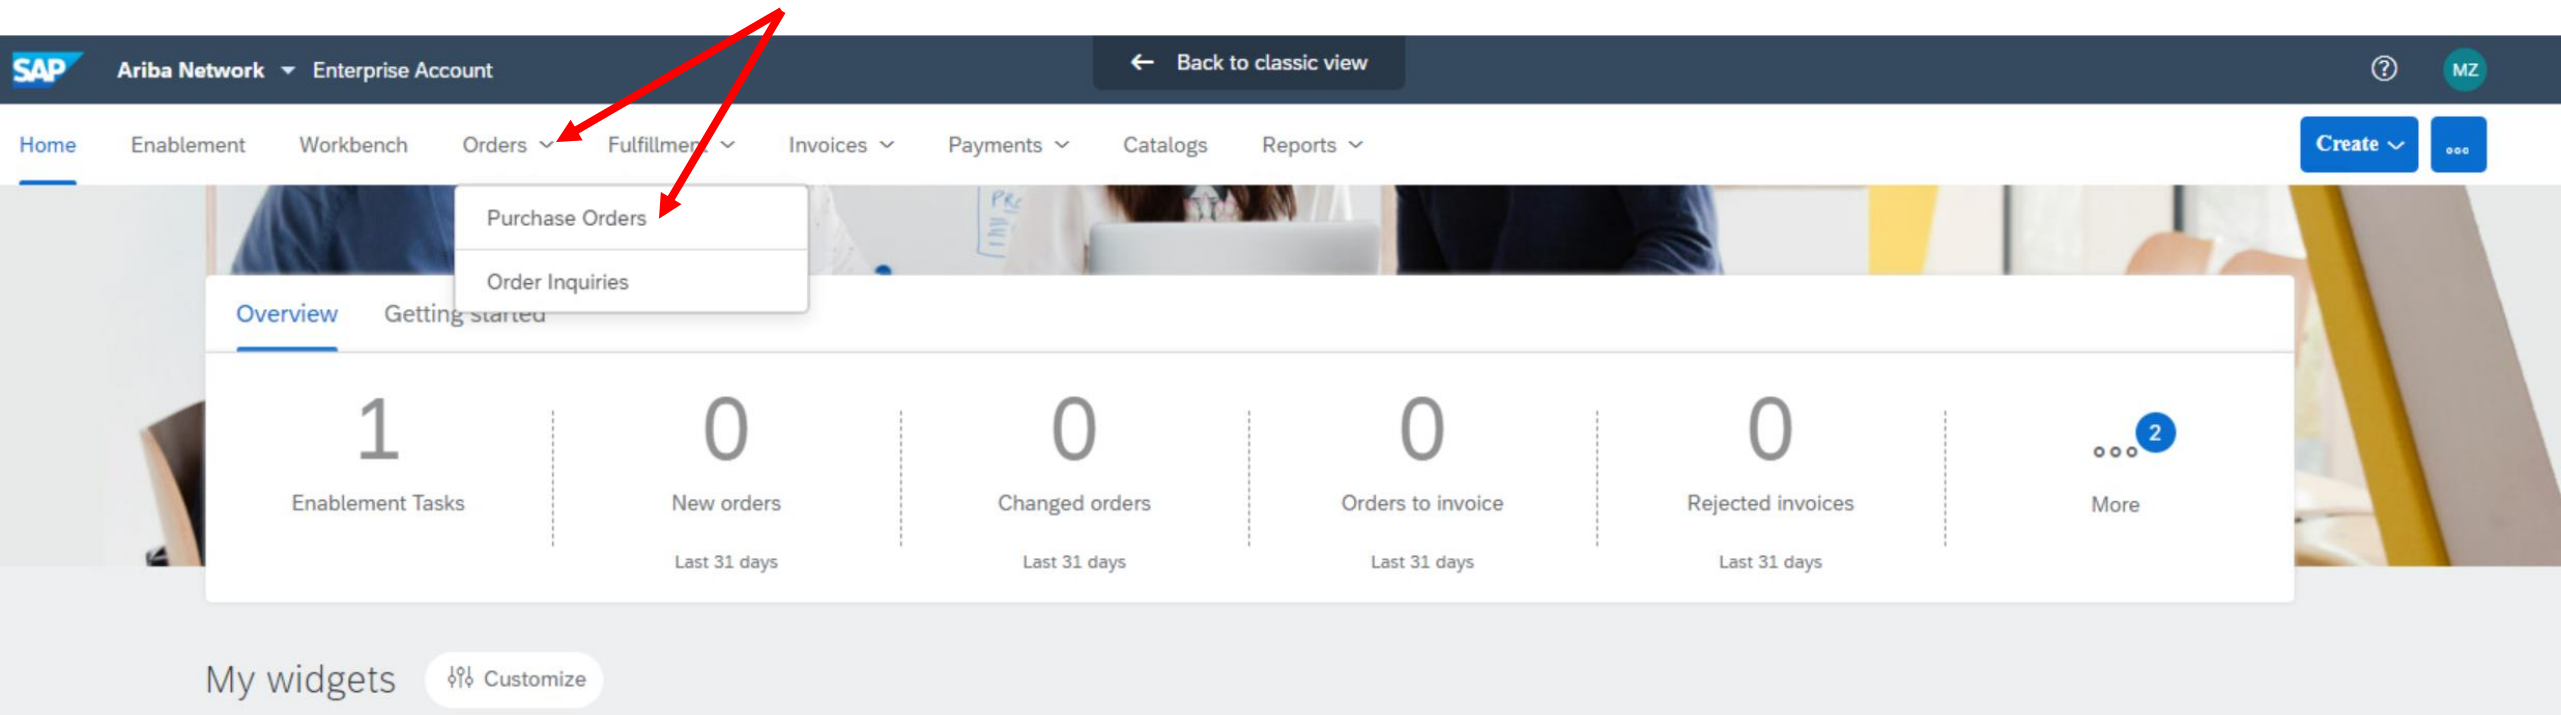 SAP Ariba Network Enterprise Account Back to classic view MZ
Home Enablement Workbench Orders Fulfillment Invoices Payments Catalogs Reports Create
Purchase Orders
Order Inquiries
Overview Getting started
1 0 0 0 0 2
Enablement Tasks New orders Changed orders Orders to invoice Rejected invoices More
Last 31 days Last 31 days Last 31 days Last 31 days
My widgets Customize